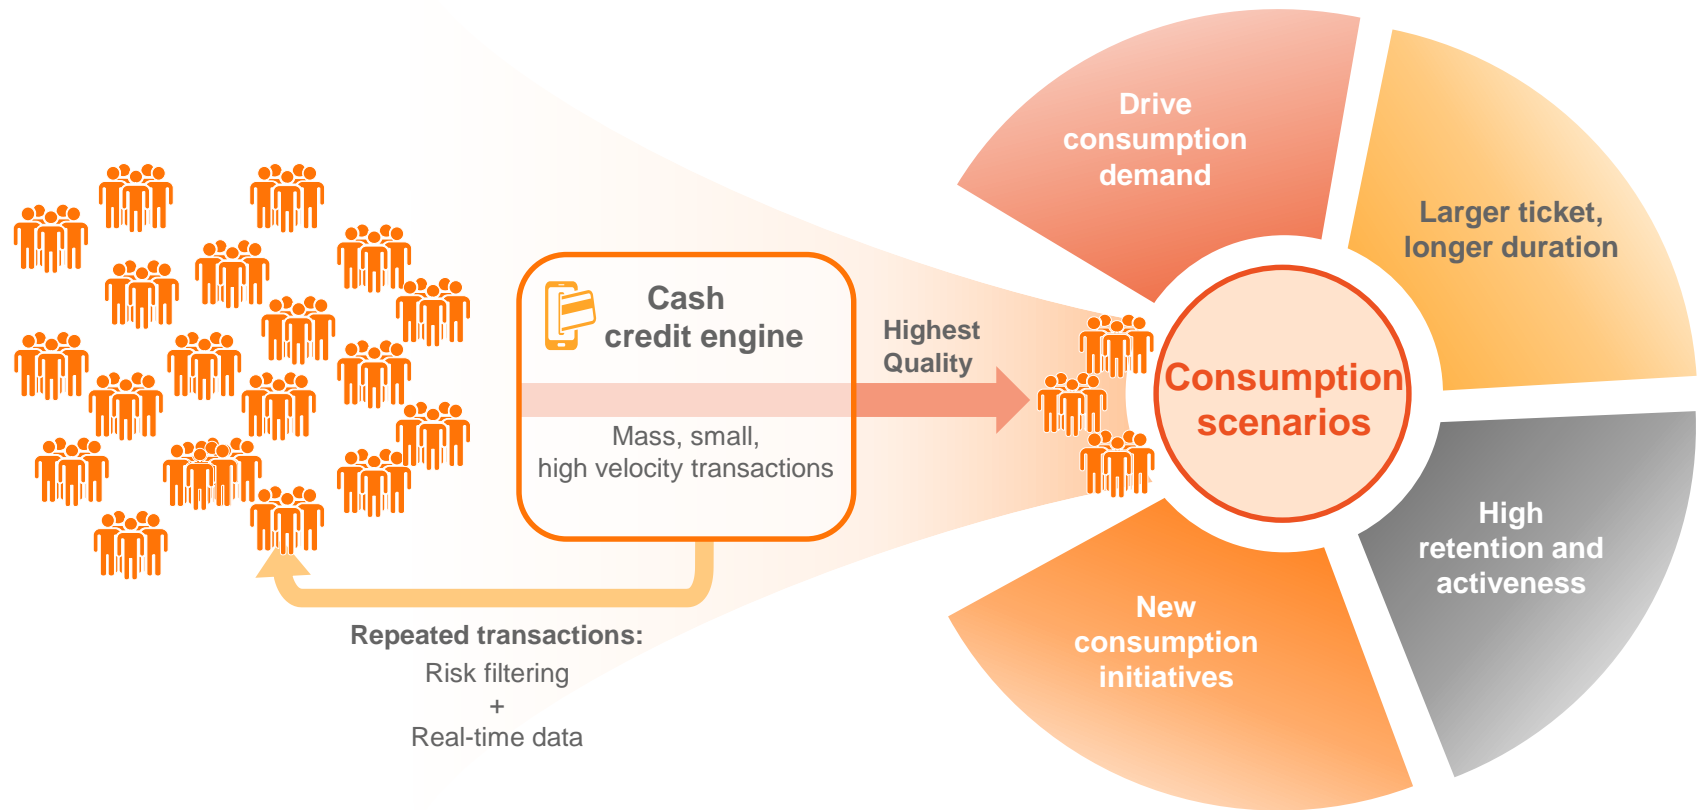 Cash
credit engine
Mass, small,
high velocity transactions
Repeated transactions:
Risk filtering
+
Real-time data
Highest
Quality
Consumption
scenarios
Drive
consumption
demand
Larger ticket,
longer duration
High
retention and
activeness
New
consumption
initiatives